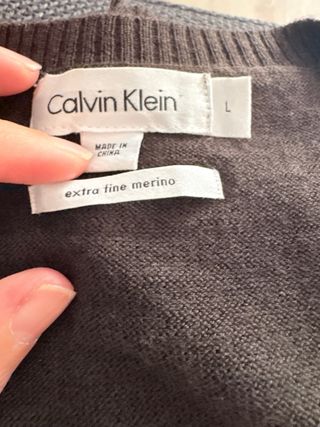 Calvin Klein
L
MADE IN
CHINA
extra fine merino